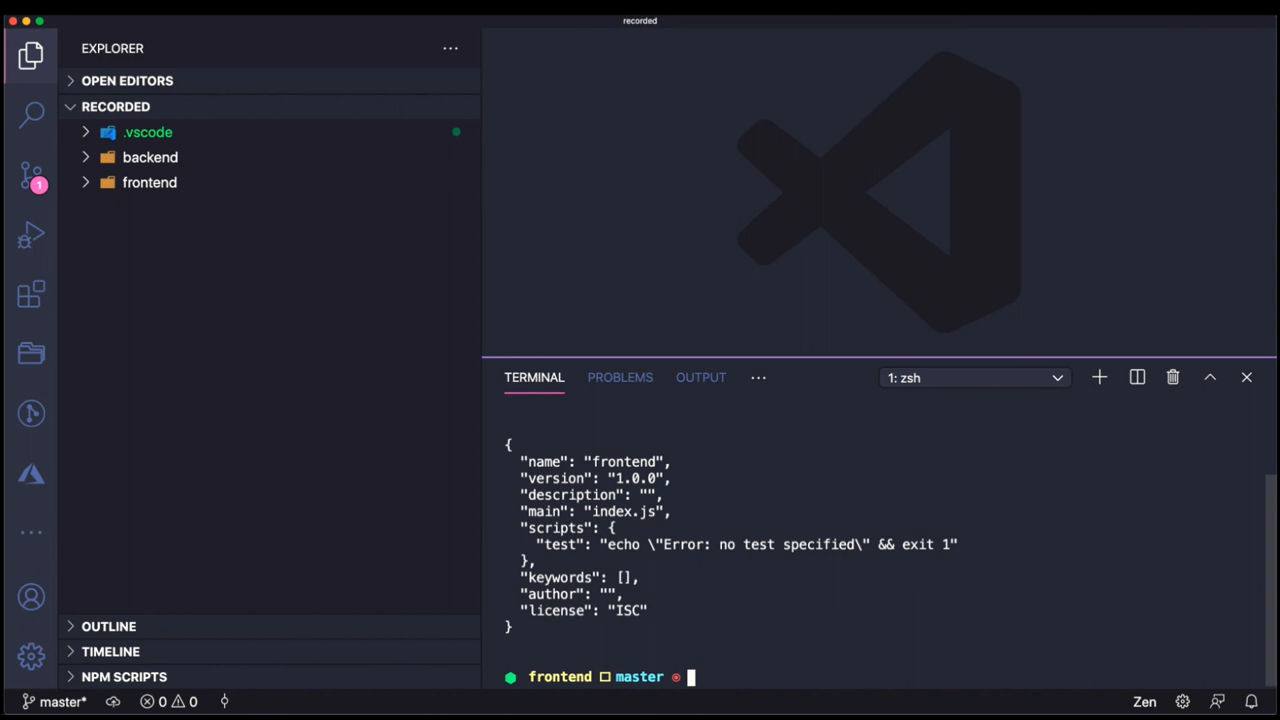 recorded
EXPLORER
OPEN EDITORS
RECORDED
.vscode
backend
frontend
1
OUTLINE
TIMELINE
NPM SCRIPTS
TERMINAL
PROBLEMS
OUTPUT
1: zsh
{
"name": "frontend",
"version": "1.0.0",
"description": "",
"main": "index.js",
"scripts": {
"test": "echo \"Error: no test specified\" && exit 1"
},
"keywords": [],
"author": "",
"license": "ISC"
}
frontend master
master* 0 0
Zen